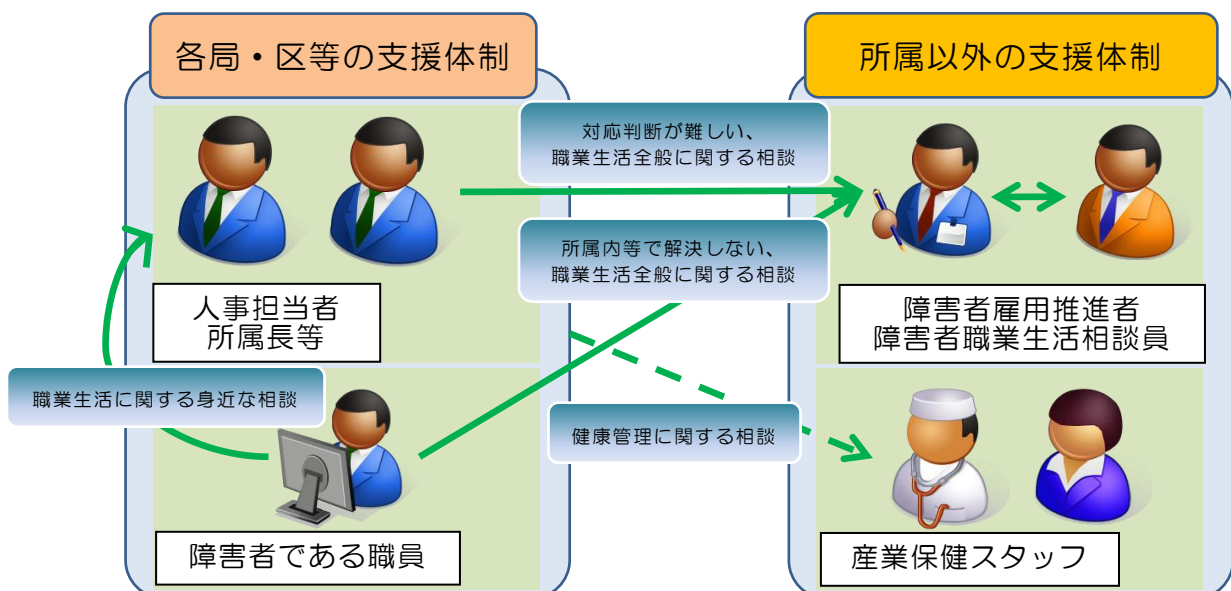 各局・区等の支援体制
所属以外の支援体制
対応判断が難しい、
職業生活全般に関する相談
所属内等で解決しない、
職業生活全般に関する相談
人事担当者
所属長等
障害者雇用推進者
障害者職業生活相談員
職業生活に関する身近な相談
健康管理に関する相談
障害者である職員
産業保健スタッフ